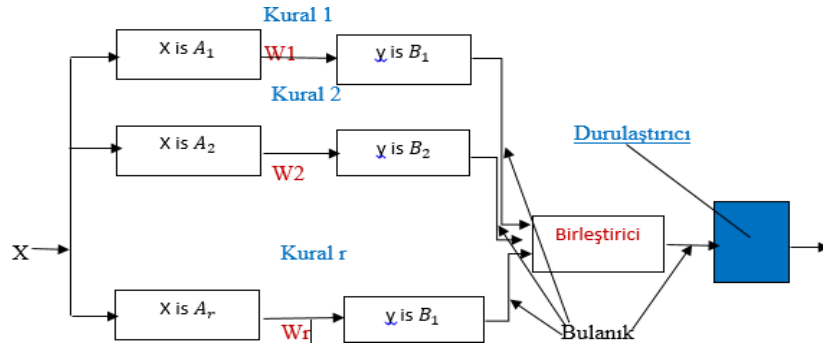 Kural 1
X is A₁
W1
y is B₁
Kural 2
X is A₂
W2
y is B₂
Durulaştırıcı
Birleştirici
X
Kural r
X is Aᵣ
Wr
y is B₁
Bulanık